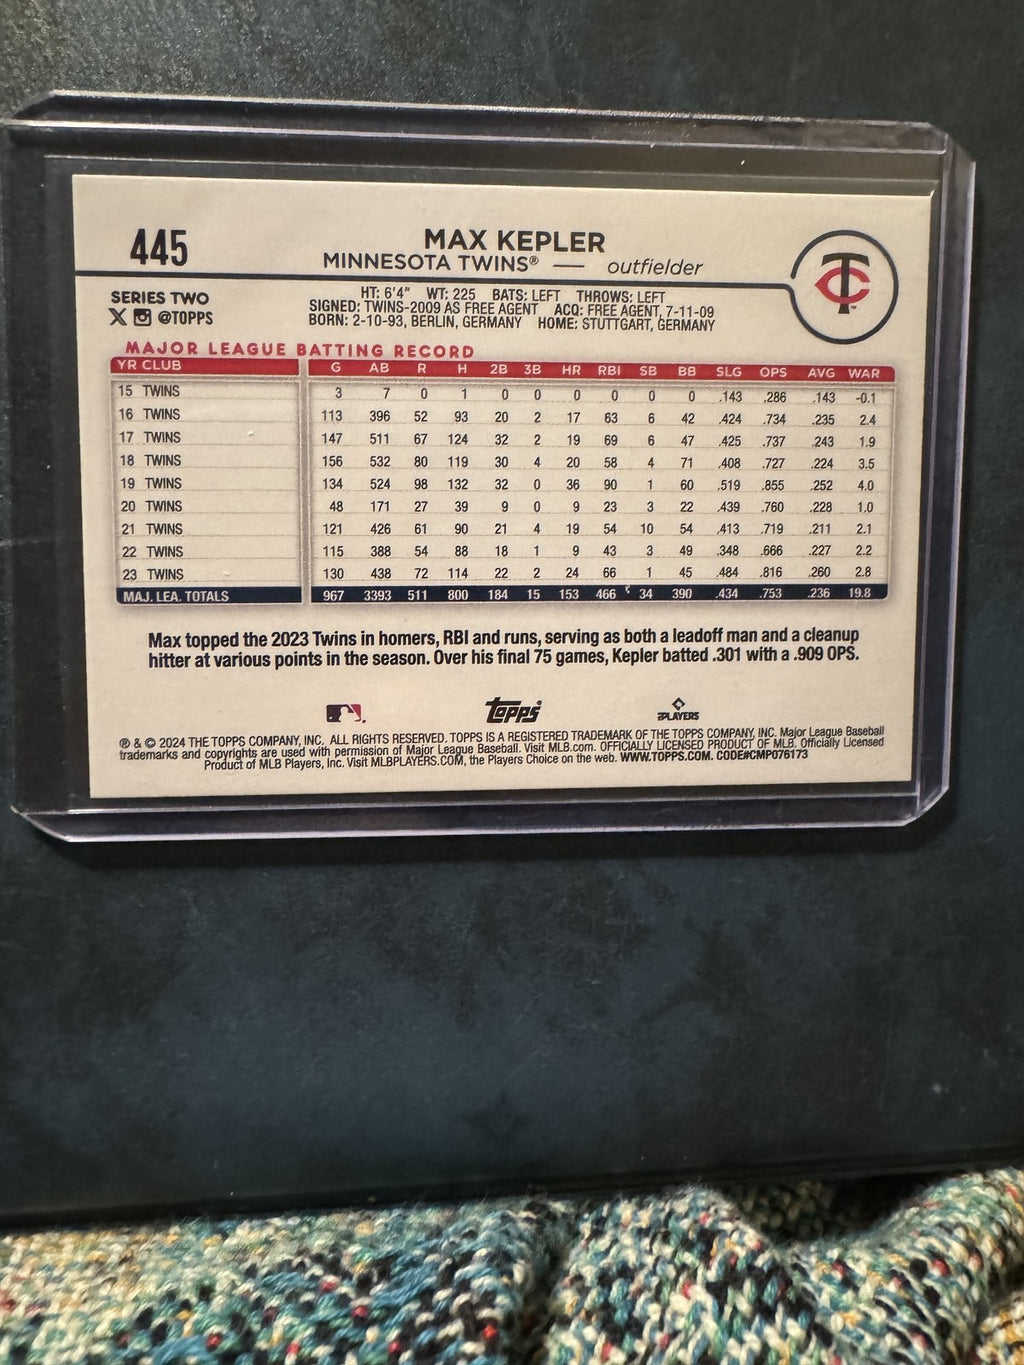 445
MAX KEPLER
MINNESOTA TWINS® — outfielder
TC
SERIES TWO
X @TOPPS
HT: 6'4" WT: 225 BATS: LEFT THROWS: LEFT
SIGNED: TWINS-2009 AS FREE AGENT ACQ: FREE AGENT, 7-11-09
BORN: 2-10-93, BERLIN, GERMANY HOME: STUTTGART, GERMANY
MAJOR LEAGUE BATTING RECORD
YR CLUB G AB R H 2B 3B HR RBI SB BB SLG OPS AVG WAR
15 TWINS 3 7 0 1 0 0 0 0 0 0 .143 .286 .143 -0.1
16 TWINS 113 396 52 93 20 2 17 63 6 42 .424 .734 .235 2.4
17 TWINS 147 511 67 124 32 2 19 69 6 47 .425 .737 .243 1.9
18 TWINS 156 532 80 119 30 4 20 58 4 71 .408 .727 .224 3.5
19 TWINS 134 524 98 132 32 0 36 90 1 60 .519 .855 .252 4.0
20 TWINS 48 171 27 39 9 0 9 23 3 22 .439 .760 .228 1.0
21 TWINS 121 426 61 90 21 4 19 54 10 54 .413 .719 .211 2.1
22 TWINS 115 388 54 88 18 1 9 43 3 49 .348 .666 .227 2.2
23 TWINS 130 438 72 114 22 2 24 66 1 45 .484 .816 .260 2.8
MAJ. LEA. TOTALS 967 3393 511 800 184 15 153 466 34 390 .434 .753 .236 19.8
Max topped the 2023 Twins in homers, RBI and runs, serving as both a leadoff man and a cleanup
hitter at various points in the season. Over his final 75 games, Kepler batted .301 with a .909 OPS.
Topps
PLAYERS
® & © 2024 THE TOPPS COMPANY, INC. ALL RIGHTS RESERVED. TOPPS IS A REGISTERED TRADEMARK OF THE TOPPS COMPANY, INC. Major League Baseball
trademarks and copyrights are used with permission of Major League Baseball. Visit MLB.com. OFFICIALLY LICENSED PRODUCT OF MLB. Officially Licensed
Product of MLB Players, Inc. Visit MLBPLAYERS.COM, the Players Choice on the web. WWW.TOPPS.COM. CODE#CMP076173